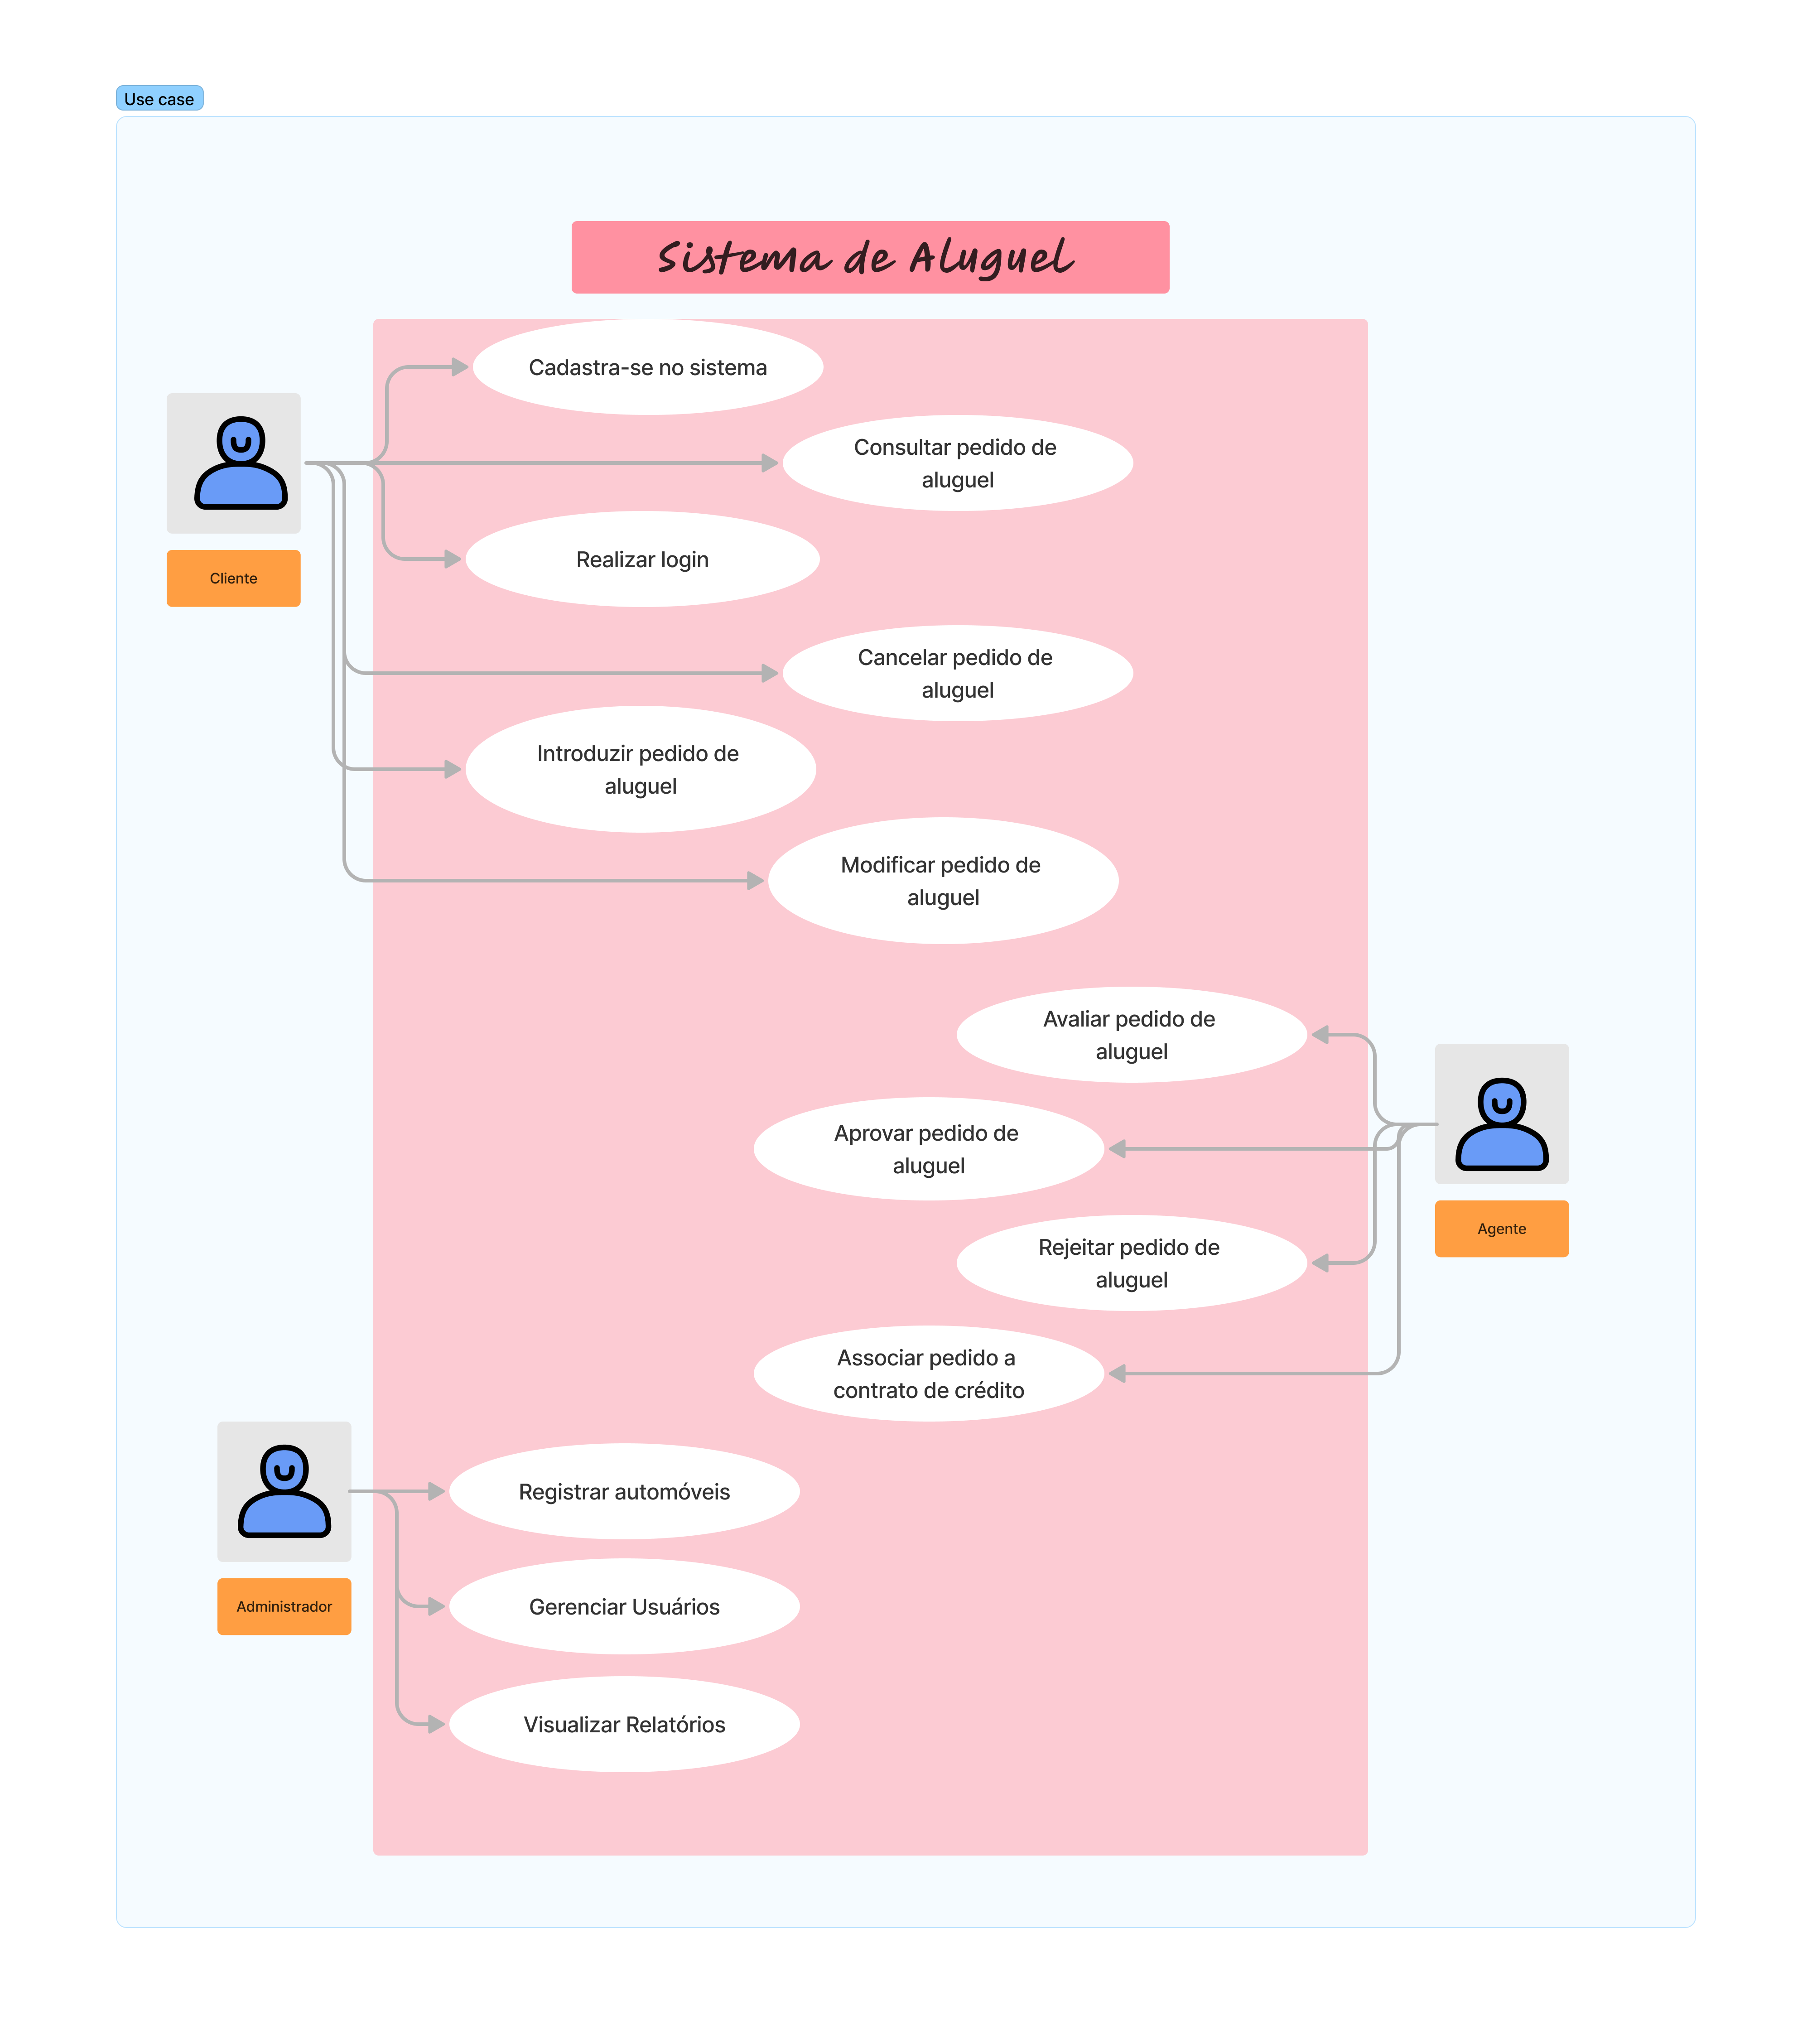 Use case
Sistema de Aluguel
Cadastra-se no sistema
Consultar pedido de
aluguel
Realizar login
Cliente
Cancelar pedido de
aluguel
Introduzir pedido de
aluguel
Modificar pedido de
aluguel
Avaliar pedido de
aluguel
Aprovar pedido de
aluguel
Agente
Rejeitar pedido de
aluguel
Associar pedido a
contrato de crédito
Registrar automóveis
Administrador
Gerenciar Usuários
Visualizar Relatórios